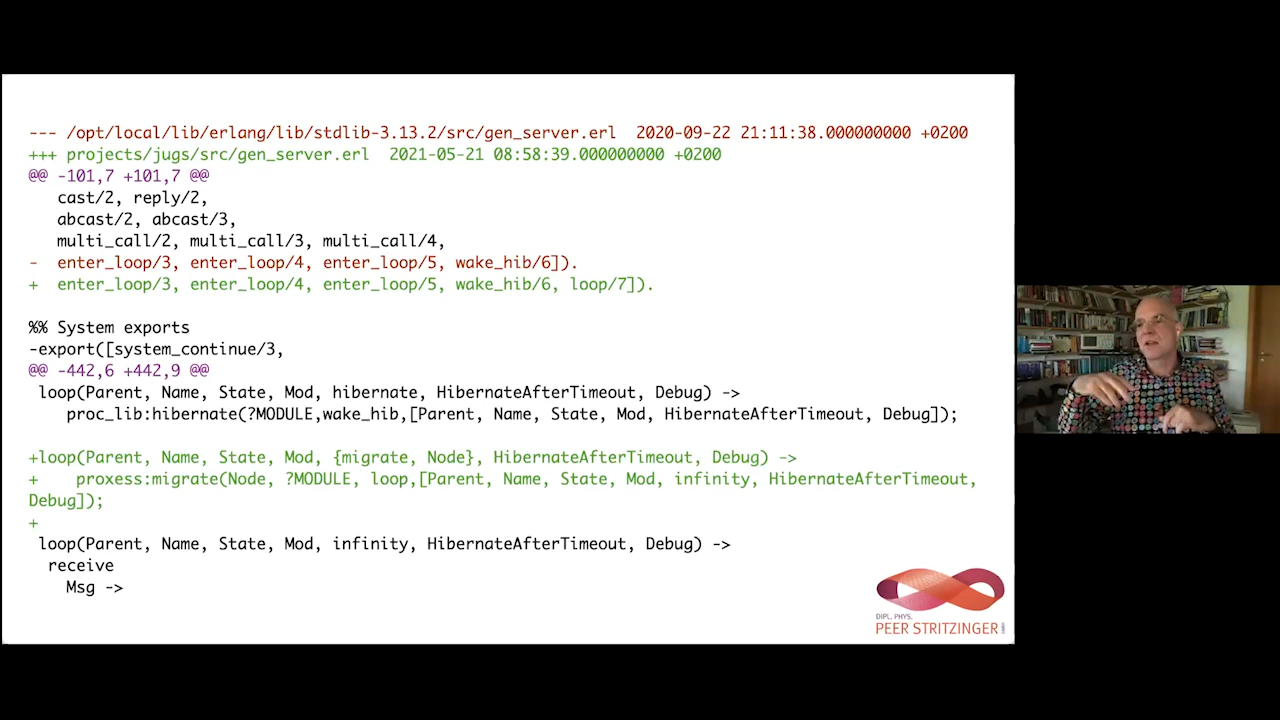 --- /opt/local/lib/erlang/lib/stdlib-3.13.2/src/gen_server.erl  2020-09-22 21:11:38.000000000 +0200
+++ projects/jugs/src/gen_server.erl  2021-05-21 08:58:39.000000000 +0200
@@ -101,7 +101,7 @@
   cast/2, reply/2,
   abcast/2, abcast/3,
   multi_call/2, multi_call/3, multi_call/4,
-  enter_loop/3, enter_loop/4, enter_loop/5, wake_hib/6]).
+  enter_loop/3, enter_loop/4, enter_loop/5, wake_hib/6, loop/7]).
%% System exports
-export([system_continue/3,
@@ -442,6 +442,9 @@
 loop(Parent, Name, State, Mod, hibernate, HibernateAfterTimeout, Debug) ->
    proc_lib:hibernate(?MODULE,wake_hib,[Parent, Name, State, Mod, HibernateAfterTimeout, Debug]);
+loop(Parent, Name, State, Mod, {migrate, Node}, HibernateAfterTimeout, Debug) ->
+    proxess:migrate(Node, ?MODULE, loop,[Parent, Name, State, Mod, infinity, HibernateAfterTimeout,
Debug]);
+
 loop(Parent, Name, State, Mod, infinity, HibernateAfterTimeout, Debug) ->
  receive
    Msg ->
DIPL. PHYS.
PEER STRITZINGER